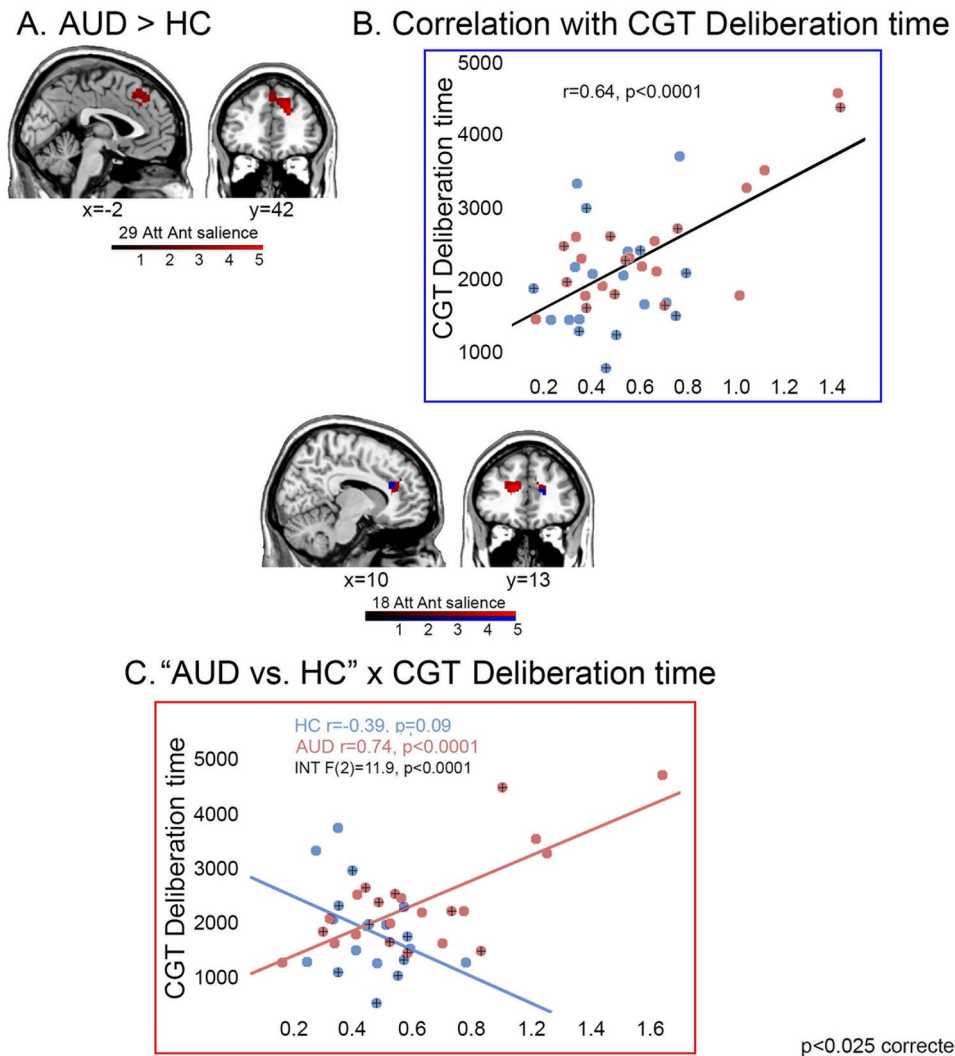 A. AUD > HC
B. Correlation with CGT Deliberation time
x=-2
y=42
29 Att Ant salience
1 2 3 4 5
CGT Deliberation time
5000
4000
3000
2000
1000
r=0.64, p<0.0001
0.2 0.4 0.6 0.8 1.0 1.2 1.4
x=10
y=13
18 Att Ant salience
1 2 3 4 5
C. “AUD vs. HC” x CGT Deliberation time
HC r=-0.39, p=0.09
AUD r=0.74, p<0.0001
INT F(2)=11.9, p<0.0001
CGT Deliberation time
5000
4000
3000
2000
1000
0.2 0.4 0.6 0.8 1.2 1.4 1.6
p<0.025 correcte